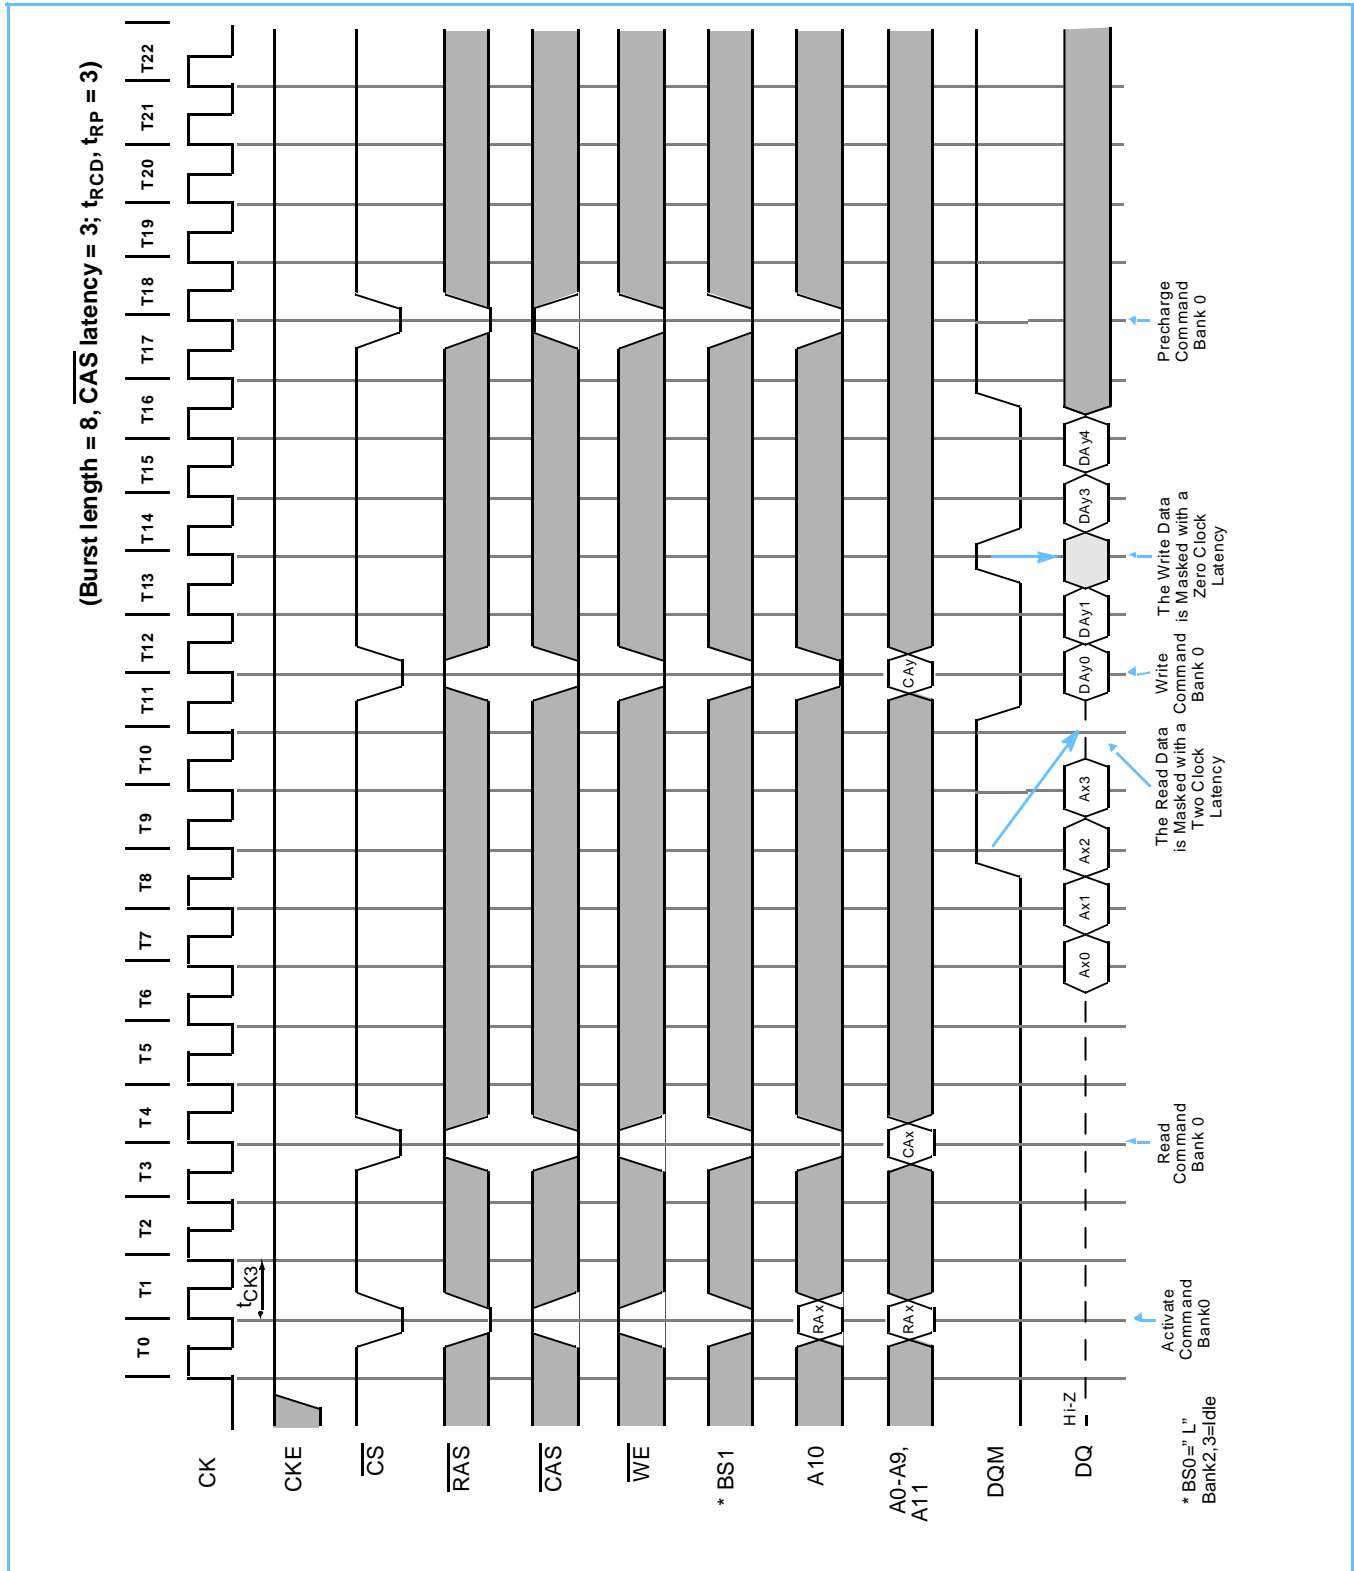 (Burst length = 8, CAS latency = 3; tRCD, tRP = 3)
T0 T1 T2 T3 T4 T5 T6 T7 T8 T9 T10 T11 T12 T13 T14 T15 T16 T17 T18 T19 T20 T21 T22
CK
tCK3
CKE
CS
RAS
CAS
WE
* BS1
A10
RAx
A0-A9,
A11
RAx CAx CAy
DQM
DQ
Hi-Z
Ax0 Ax1 Ax2 Ax3 DAy0 DAy1 DAy3 DAy4
* BS0=" L"
Bank2,3=Idle
Activate
Command
Bank0
Read
Command
Bank 0
The Read Data
is Masked with a
Two Clock
Latency
Write
Command
Bank 0
The Write Data
is Masked with a
Zero Clock
Latency
Precharge
Command
Bank 0